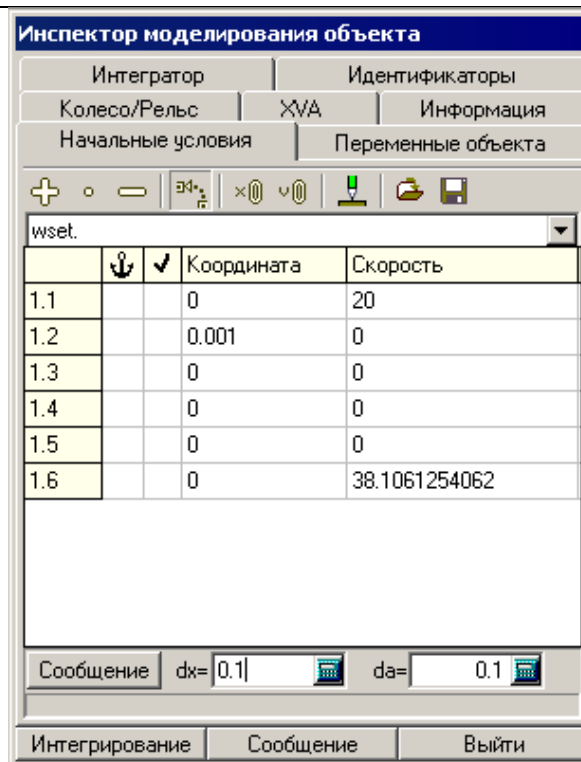 Инспектор моделирования объекта
Интегратор Идентификаторы
Колесо/Рельс XVA Информация
Начальные условия Переменные объекта
wset.
Координата Скорость
1.1 0 20
1.2 0.001 0
1.3 0 0
1.4 0 0
1.5 0 0
1.6 0 38.1061254062
Сообщение dx= 0.1 da= 0.1
Интегрирование Сообщение Выйти